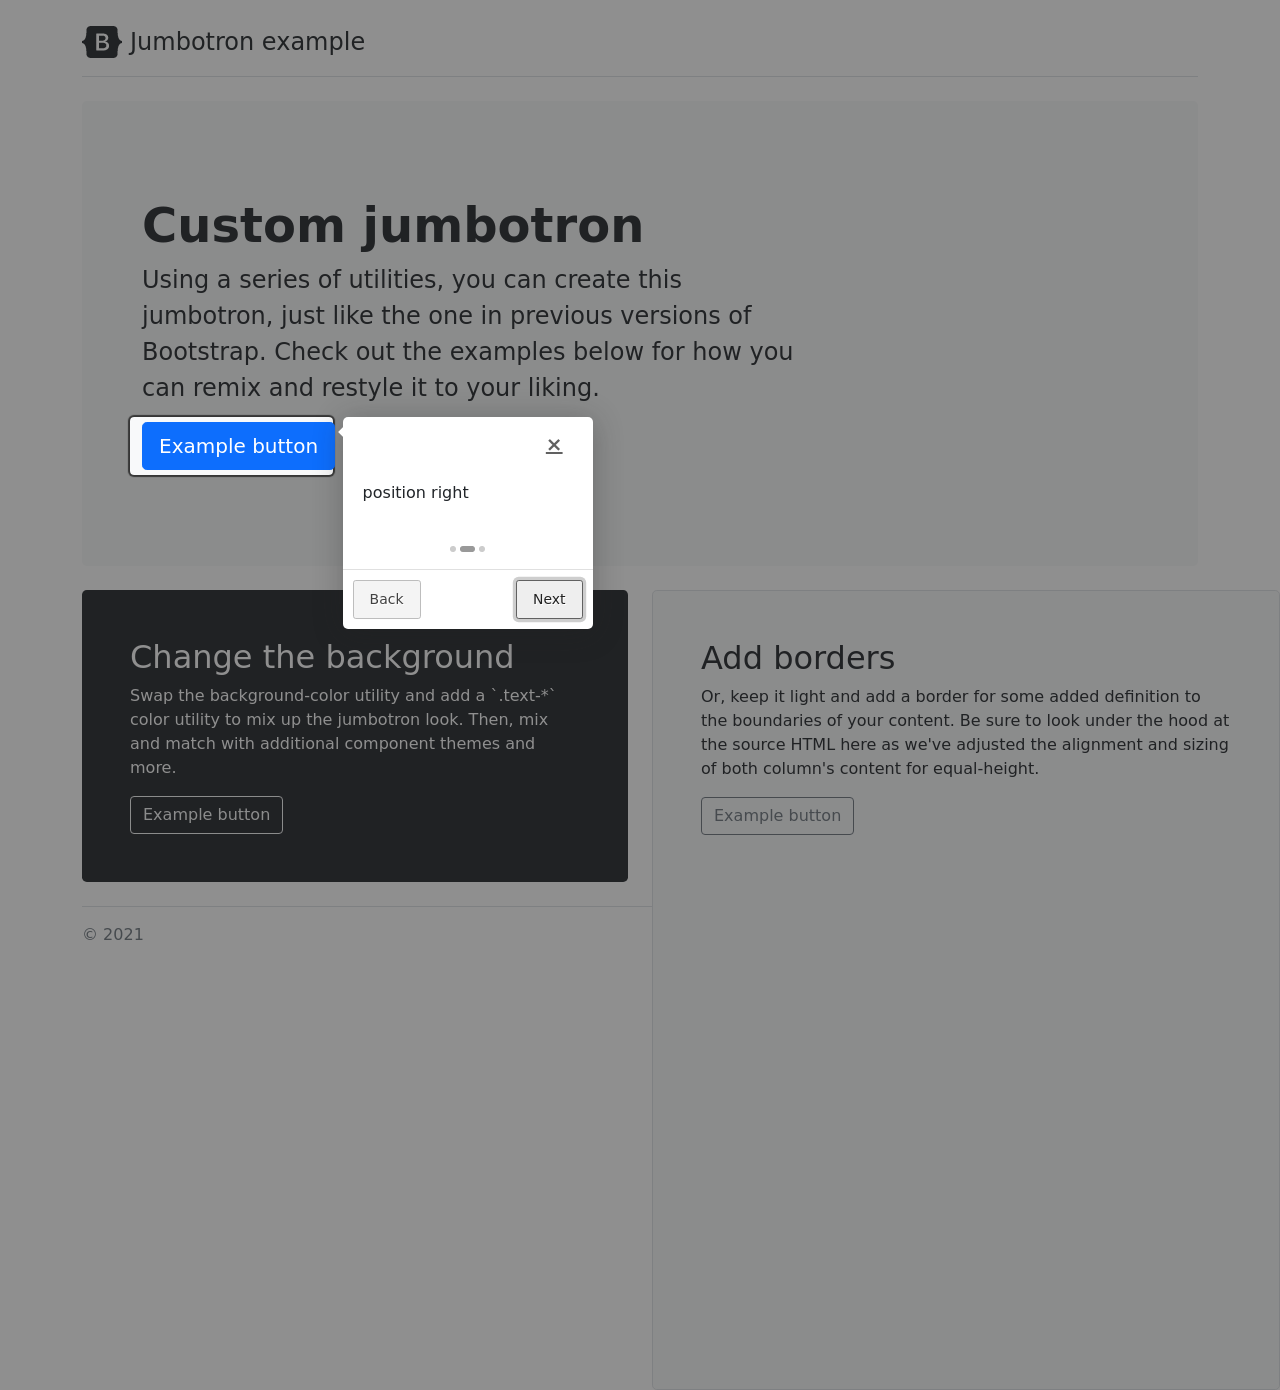 B Jumbotron example
Custom jumbotron
Using a series of utilities, you can create this
jumbotron, just like the one in previous versions of
Bootstrap. Check out the examples below for how you
can remix and restyle it to your liking.
Example button
×
position right
Back
Next
Change the background
Swap the background-color utility and add a `.text-*`
color utility to mix up the jumbotron look. Then, mix
and match with additional component themes and
more.
Example button
Add borders
Or, keep it light and add a border for some added definition to
the boundaries of your content. Be sure to look under the hood at
the source HTML here as we've adjusted the alignment and sizing
of both column's content for equal-height.
Example button
© 2021